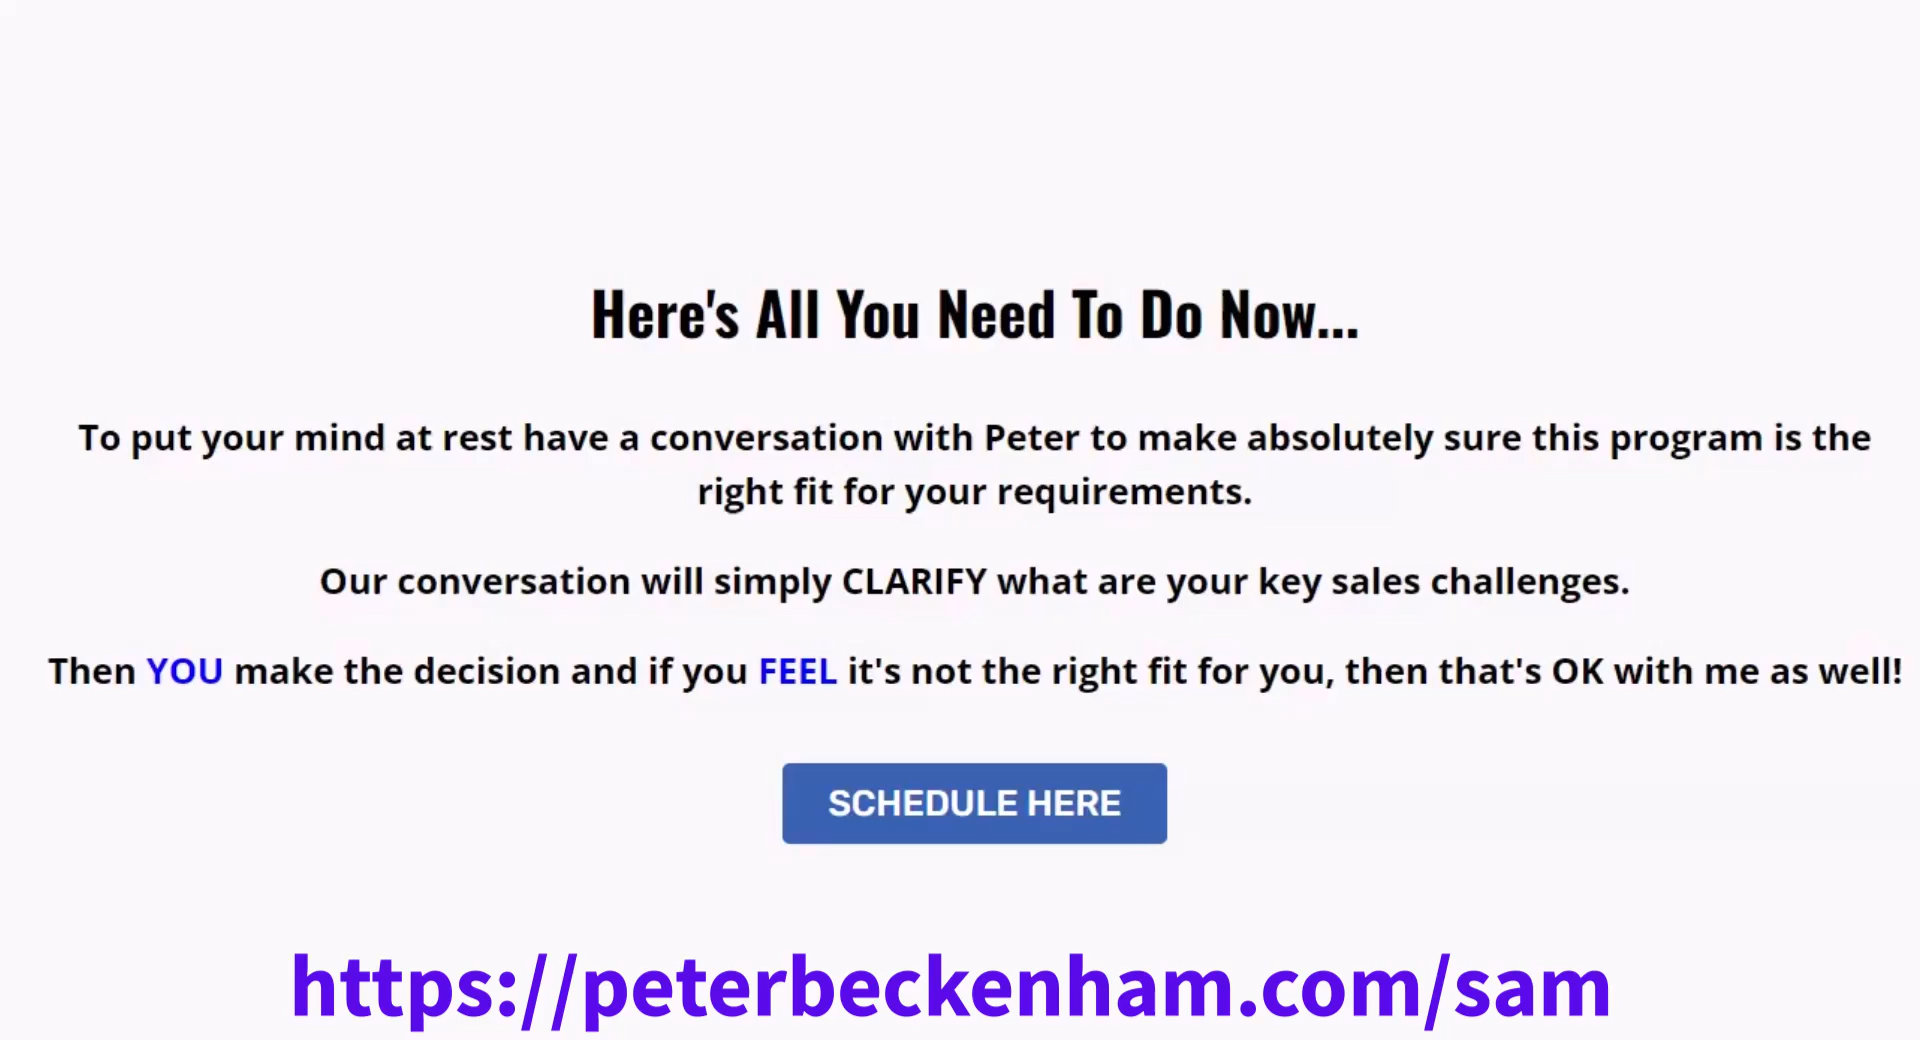 Here's All You Need To Do Now...
To put your mind at rest have a conversation with Peter to make absolutely sure this program is the
right fit for your requirements.
Our conversation will simply CLARIFY what are your key sales challenges.
Then YOU make the decision and if you FEEL it's not the right fit for you, then that's OK with me as well!
SCHEDULE HERE
https://peterbeckenham.com/sam